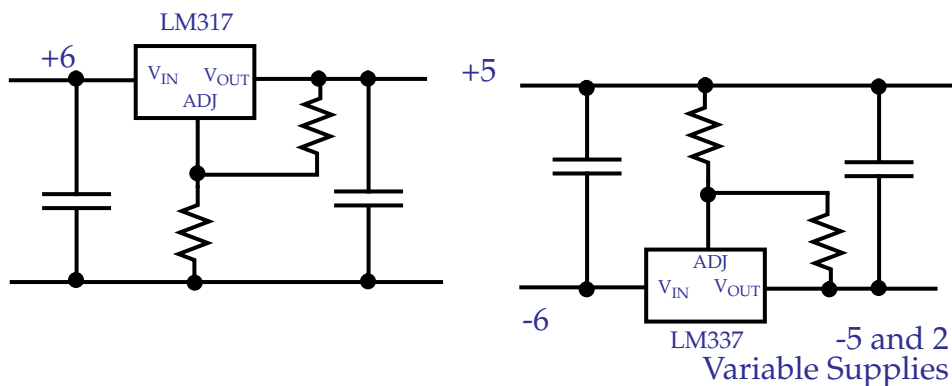 LM317
+6
VIN
VOUT
ADJ
+5
ADJ
VIN
VOUT
-6
LM337
-5 and 2
Variable Supplies